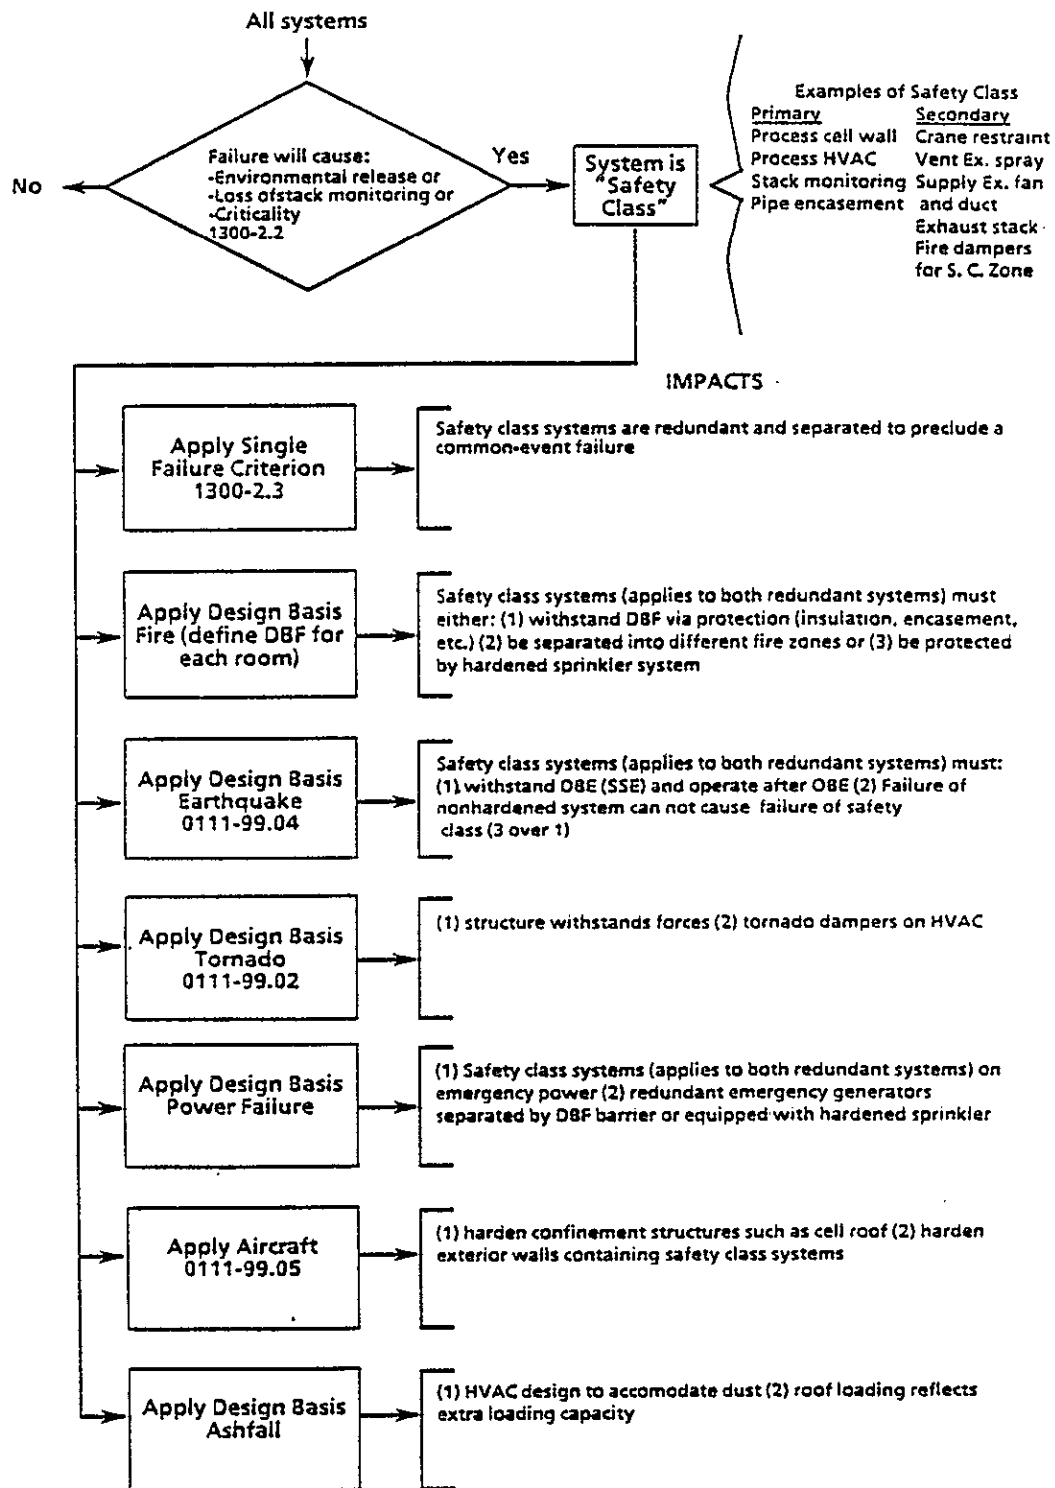 All systems
Failure will cause:
-Environmental release or
-Loss ofstack monitoring or
-Criticality
1300-2.2
No
Yes
System is
"Safety
Class"
Examples of Safety Class
Primary Secondary
Process cell wall Crane restraint
Process HVAC Vent Ex. spray
Stack monitoring Supply Ex. fan
Pipe encasement and duct
Exhaust stack
Fire dampers
for S. C. Zone
IMPACTS
Apply Single
Failure Criterion
1300-2.3
Safety class systems are redundant and separated to preclude a
common-event failure
Apply Design Basis
Fire (define DBF for
each room)
Safety class systems (applies to both redundant systems) must
either: (1) withstand DBF via protection (insulation, encasement,
etc.) (2) be separated into different fire zones or (3) be protected
by hardened sprinkler system
Apply Design Basis
Earthquake
0111-99.04
Safety class systems (applies to both redundant systems) must:
(1) withstand DBE (SSE) and operate after OBE (2) Failure of
nonhardened system can not cause failure of safety
class (3 over 1)
Apply Design Basis
Tornado
0111-99.02
(1) structure withstands forces (2) tornado dampers on HVAC
Apply Design Basis
Power Failure
(1) Safety class systems (applies to both redundant systems) on
emergency power (2) redundant emergency generators
separated by DBF barrier or equipped with hardened sprinkler
Apply Aircraft
0111-99.05
(1) harden confinement structures such as cell roof (2) harden
exterior walls containing safety class systems
Apply Design Basis
Ashfall
(1) HVAC design to accomodate dust (2) roof loading reflects
extra loading capacity